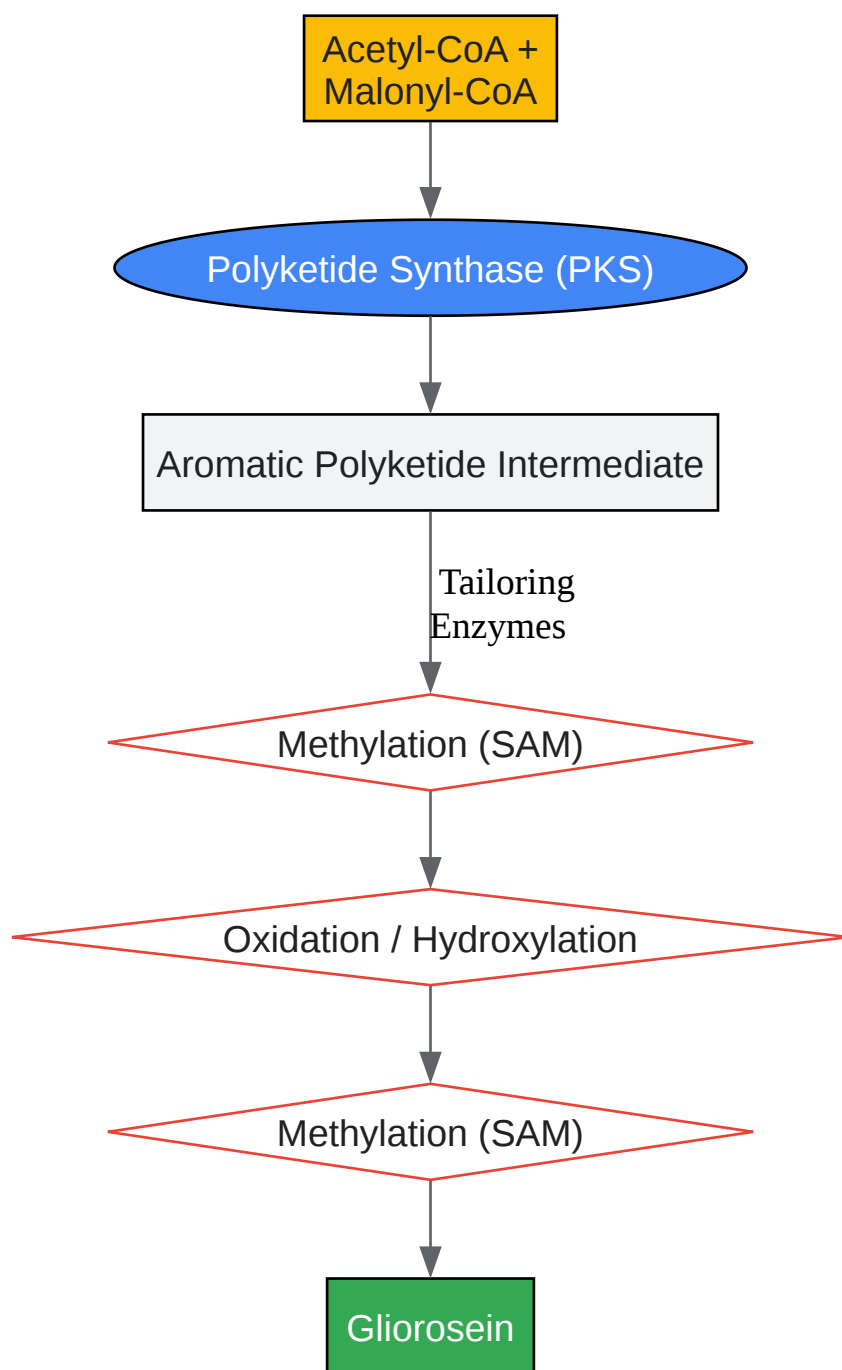 Acetyl-CoA +
Malonyl-CoA
Polyketide Synthase (PKS)
Aromatic Polyketide Intermediate
Tailoring
Enzymes
Methylation (SAM)
Oxidation / Hydroxylation
Methylation (SAM)
Gliorosein